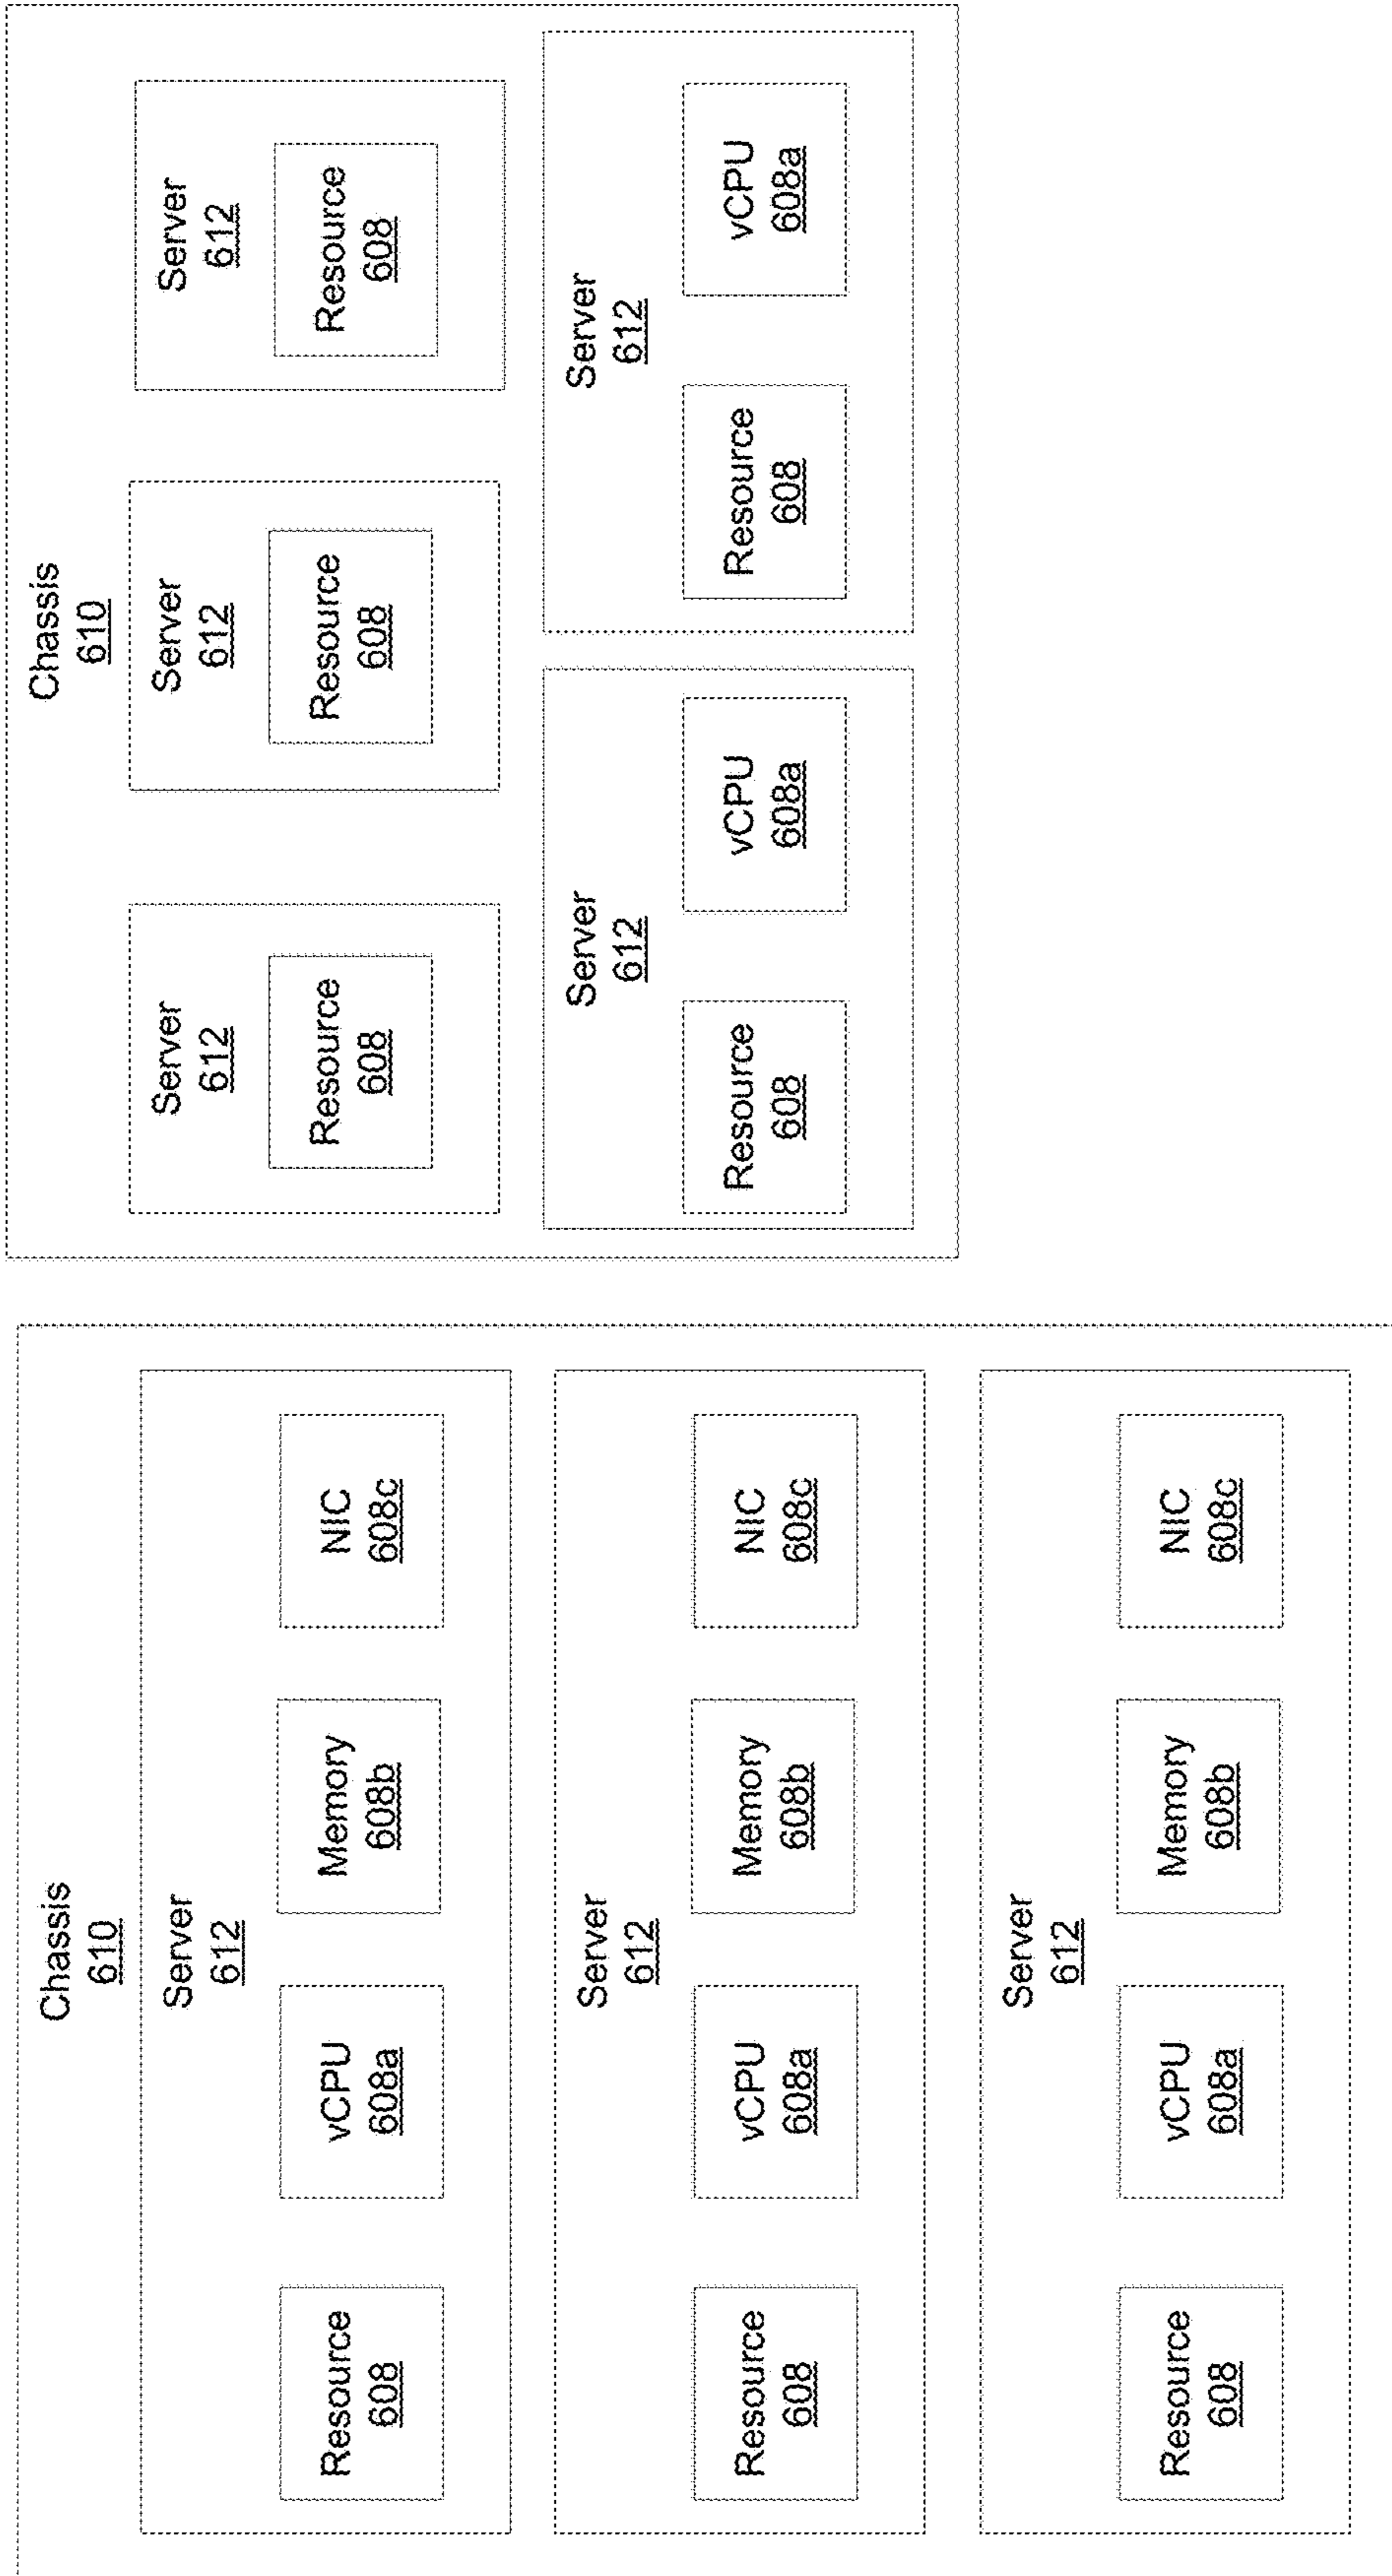 Chassis
610
Server
612
Resource
608
vCPU
608a
Memory
608b
NIC
608c
Server
612
Resource
608
vCPU
608a
Memory
608b
NIC
608c
Server
612
Resource
608
vCPU
608a
Memory
608b
NIC
608c
Chassis
610
Server
612
Resource
608
Server
612
Resource
608
Server
612
Resource
608
Server
612
Resource
608
vCPU
608a
Server
612
Resource
608
vCPU
608a